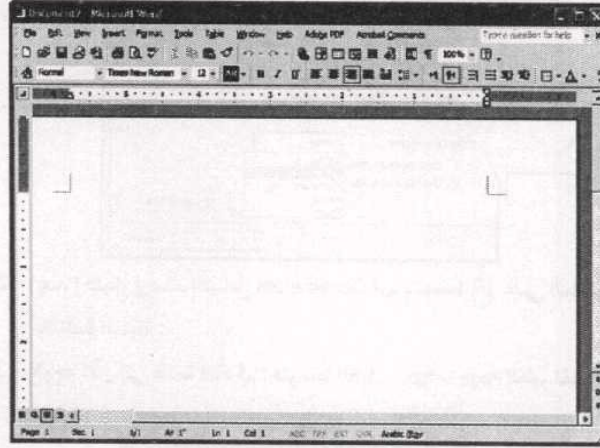 Document2 - Microsoft Word
File Edit View Insert Format Tools Table Window Help Adobe PDF Acrobat Comments Type a question for help
Normal Times New Roman 12 100%
Page 1 Sec 1 1/1 At 1" Ln 1 Col 1 REC TRK EXT OVR